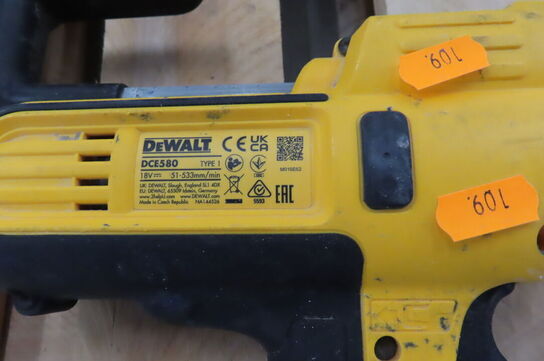 109.
DEWALT
CE UK CA
DCE580 TYPE 1
18V 51-533mm/min
UK: DEWALT, Slough, England SL1 4DX
EU: DEWALT, 65509 Idstein, Germany
www.2helpU.com www.DEWALT.com
Made in Czech Republic NA144526
EAC
109.